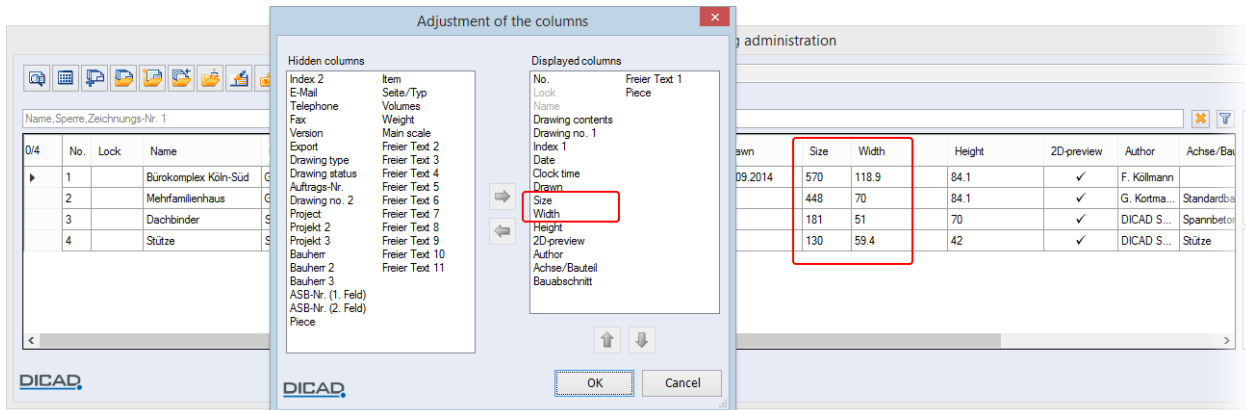 Adjustment of the columns
administration
Hidden columns
Displayed columns
Index 2
E-Mail
Telephone
Fax
Version
Export
Drawing type
Drawing status
Auftrags-Nr.
Drawing no. 2
Project
Projekt 2
Projekt 3
Bauherr
Bauherr 2
Bauherr 3
ASB-Nr. (1. Feld)
ASB-Nr. (2. Feld)
Piece
Item
Seite/Typ
Volumes
Weight
Main scale
Freier Text 2
Freier Text 3
Freier Text 4
Freier Text 5
Freier Text 6
Freier Text 7
Freier Text 8
Freier Text 9
Freier Text 10
Freier Text 11
No.
Lock
Name
Drawing contents
Drawing no. 1
Index 1
Date
Clock time
Drawn
Size
Width
Height
2D-preview
Author
Achse/Bauteil
Bauabschnitt
Freier Text 1
Piece
OK Cancel
DICAD
Name,Sperre,Zeichnungs-Nr. 1
0/4 No. Lock Name Size Width Height 2D-preview Author
1 Bürokomplex Köln-Süd 09.2014 570 118.9 84.1 ✓ F. Köllmann
2 Mehrfamilienhaus 448 70 84.1 ✓ G. Kortma...
3 Dachbinder 181 51 70 ✓ DICAD S...
4 Stütze 130 59.4 42 ✓ DICAD S... Stütze
DICAD